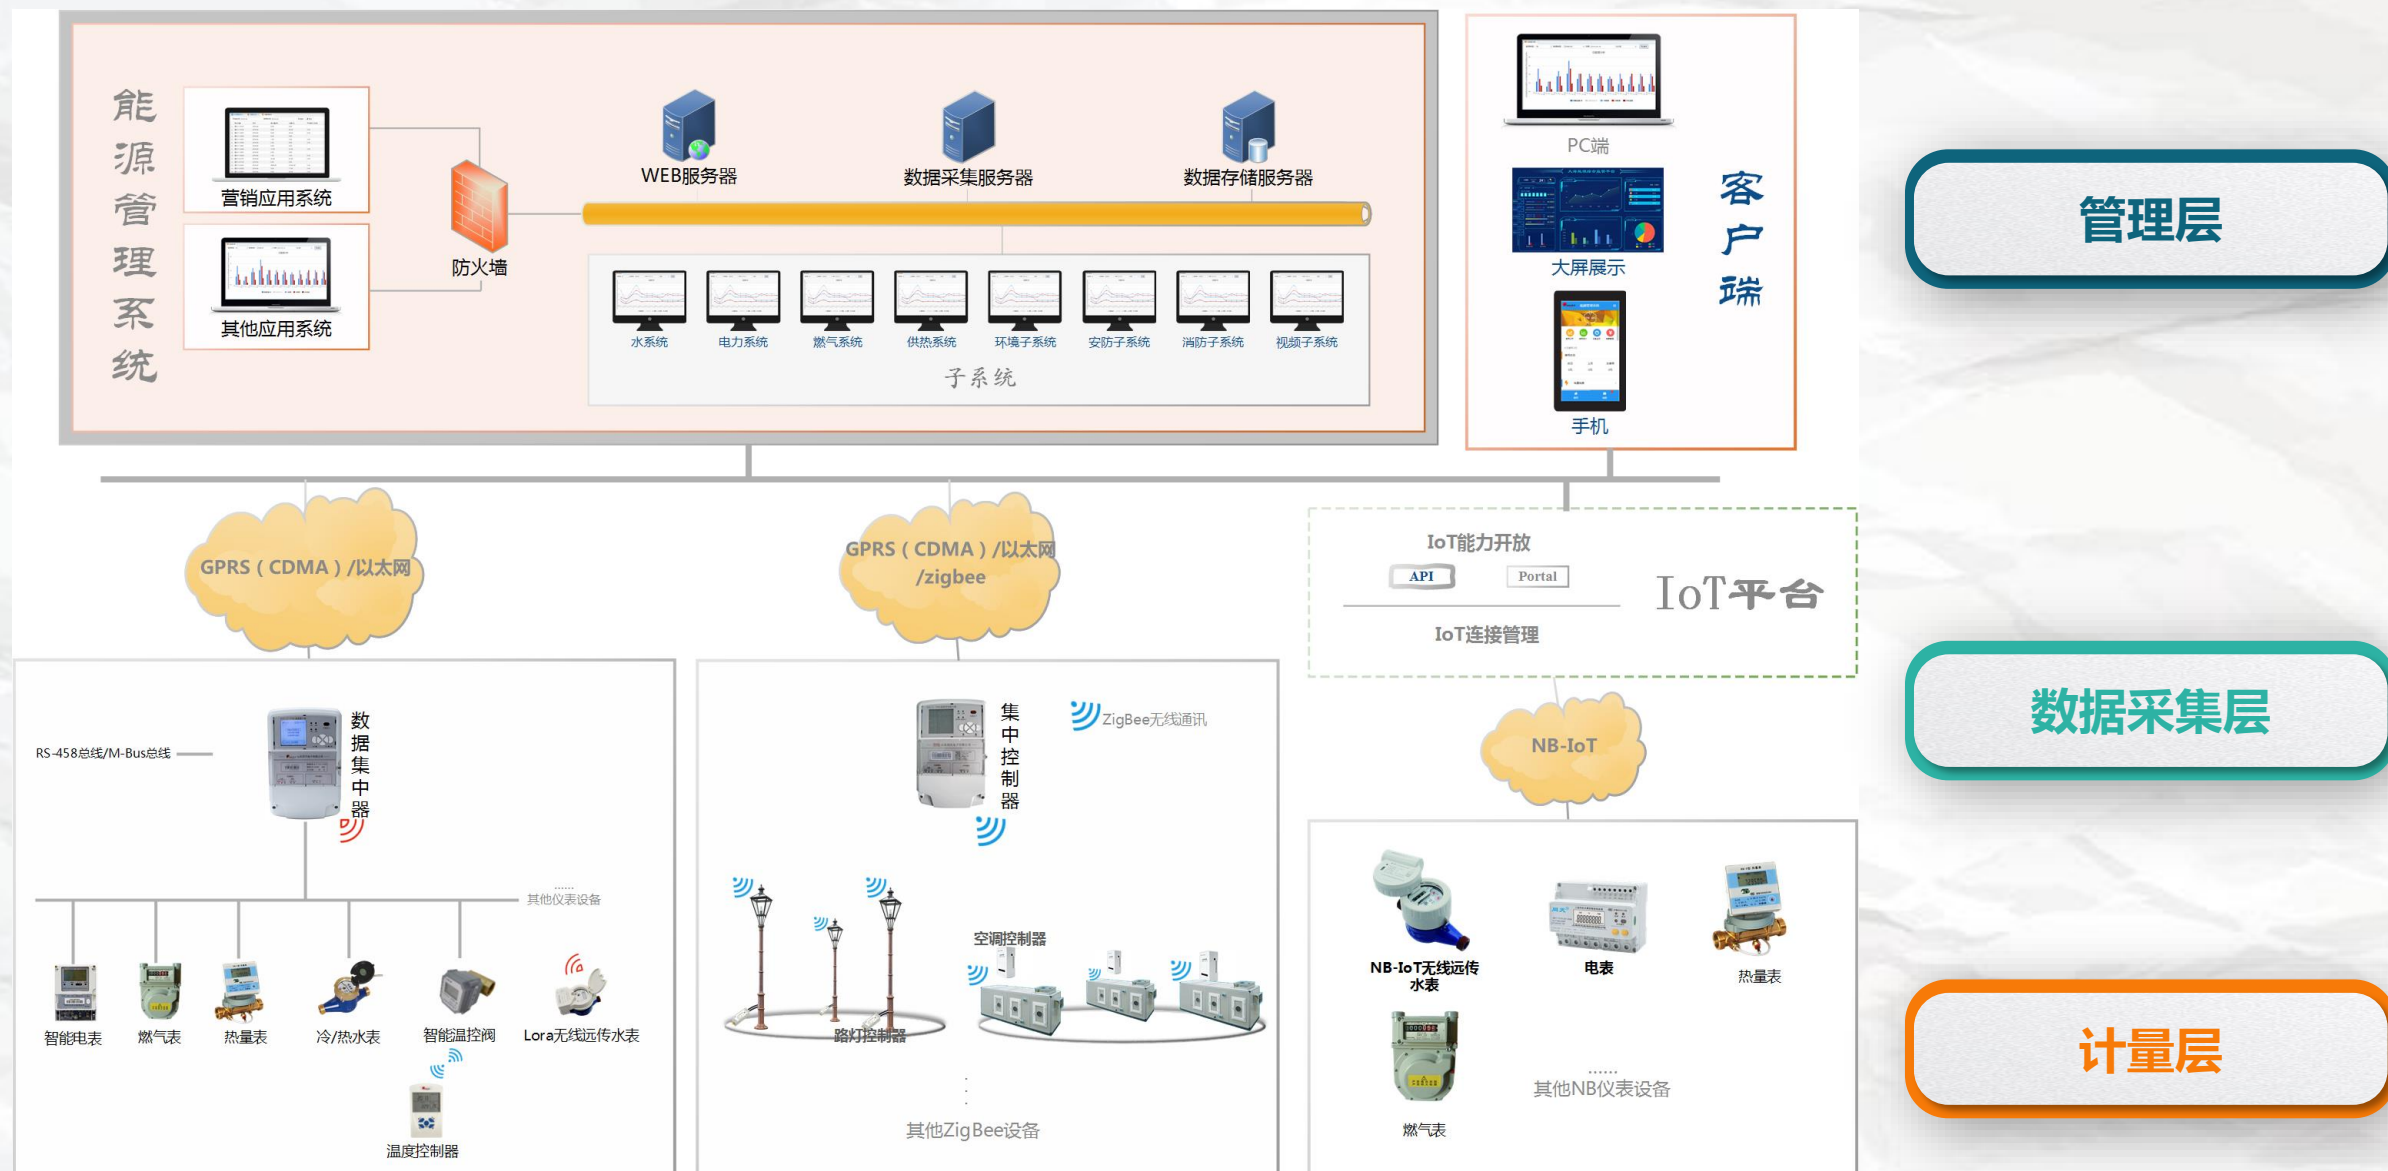 能源管理系统
营销应用系统
其他应用系统
防火墙
WEB服务器
数据采集服务器
数据存储服务器
水系统
电力系统
燃气系统
供热系统
环境子系统
安防子系统
消防子系统
视频子系统
子系统
PC端
大屏展示
手机
客户端
管理层
GPRS（CDMA）/以太网
GPRS（CDMA）/以太网
/zigbee
IoT能力开放
API
Portal
IoT连接管理
IoT平台
数据采集层
RS-458总线/M-Bus总线
数据集中器
集中控制器
ZigBee无线通讯
NB-IoT
……
其他仪表设备
智能电表
燃气表
热量表
冷/热水表
智能温控阀
Lora无线远传水表
温度控制器
空调控制器
路灯控制器
其他ZigBee设备
NB-IoT无线远传
水表
电表
热量表
燃气表
……
其他NB仪表设备
计量层